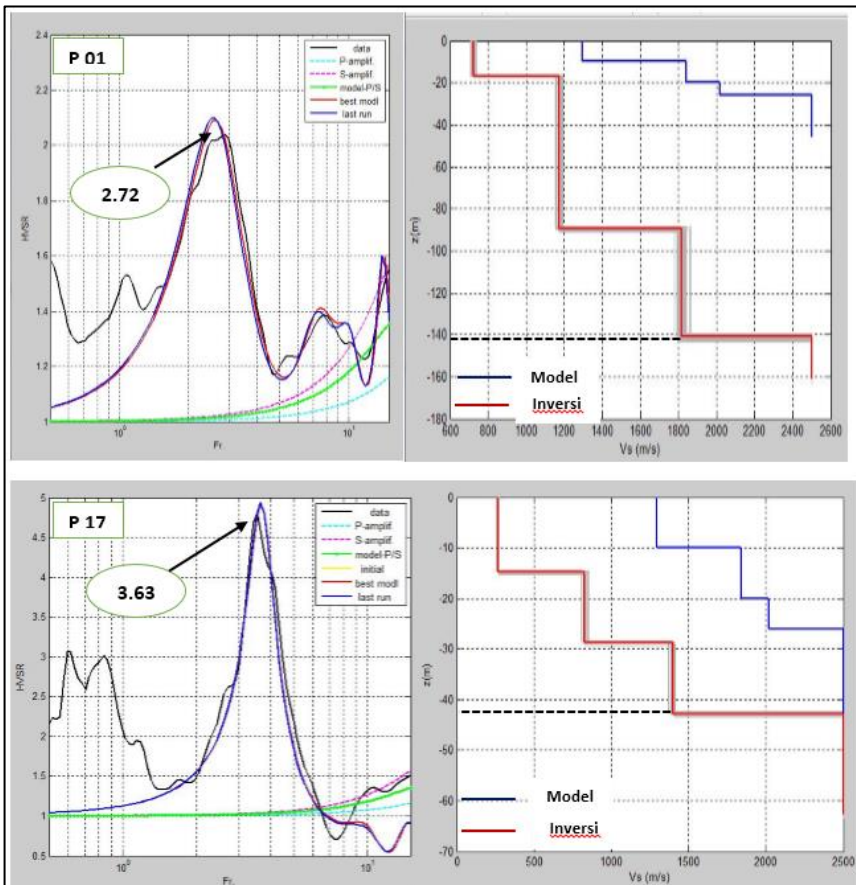 P 01
2.4
2.2
2
1.8
1.6
1.4
1.2
1
HVSR
data
P-amplif.
S-amplif.
model-P/S
best modl
last run
2.72
10⁰
10¹
Fr.
0
-20
-40
-60
-80
-100
-120
-140
-160
-180
z(m)
Model
Inversi
600 800 1000 1200 1400 1600 1800 2000 2200 2400 2600
Vs (m/s)
P 17
5
4.5
4
3.5
3
2.5
2
1.5
1
0.5
HVSR
data
P-amplif.
S-amplif.
model-P/S
initial
best modl
last run
3.63
10⁰
10¹
Fr.
0
-10
-20
-30
-40
-50
-60
-70
z(m)
Model
Inversi
0 500 1000 1500 2000 2500
Vs (m/s)